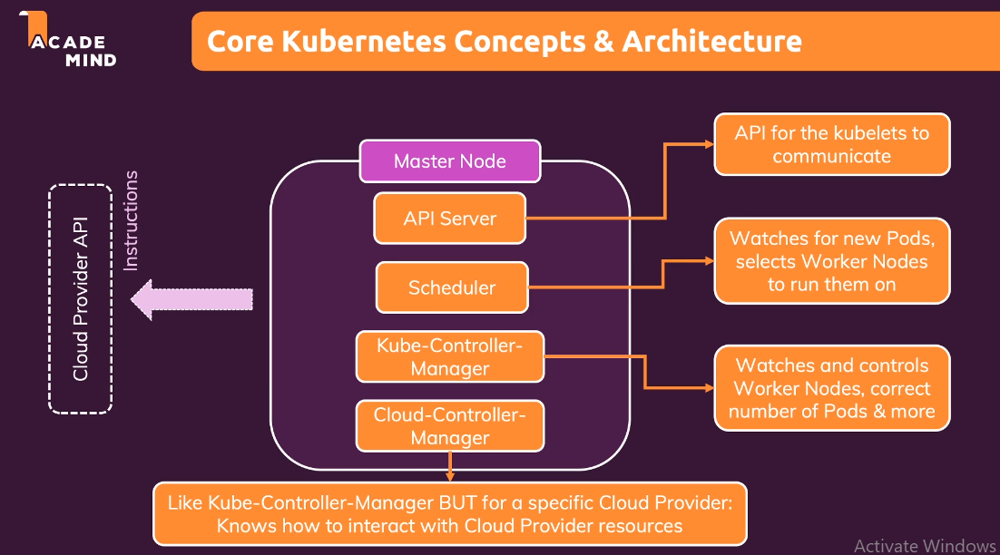 ACADE
MIND
Core Kubernetes Concepts & Architecture
Cloud Provider API
Instructions
Master Node
API Server
Scheduler
Kube-Controller-
Manager
Cloud-Controller-
Manager
API for the kubelets to
communicate
Watches for new Pods,
selects Worker Nodes
to run them on
Watches and controls
Worker Nodes, correct
number of Pods & more
Like Kube-Controller-Manager BUT for a specific Cloud Provider:
Knows how to interact with Cloud Provider resources
Activate Windows